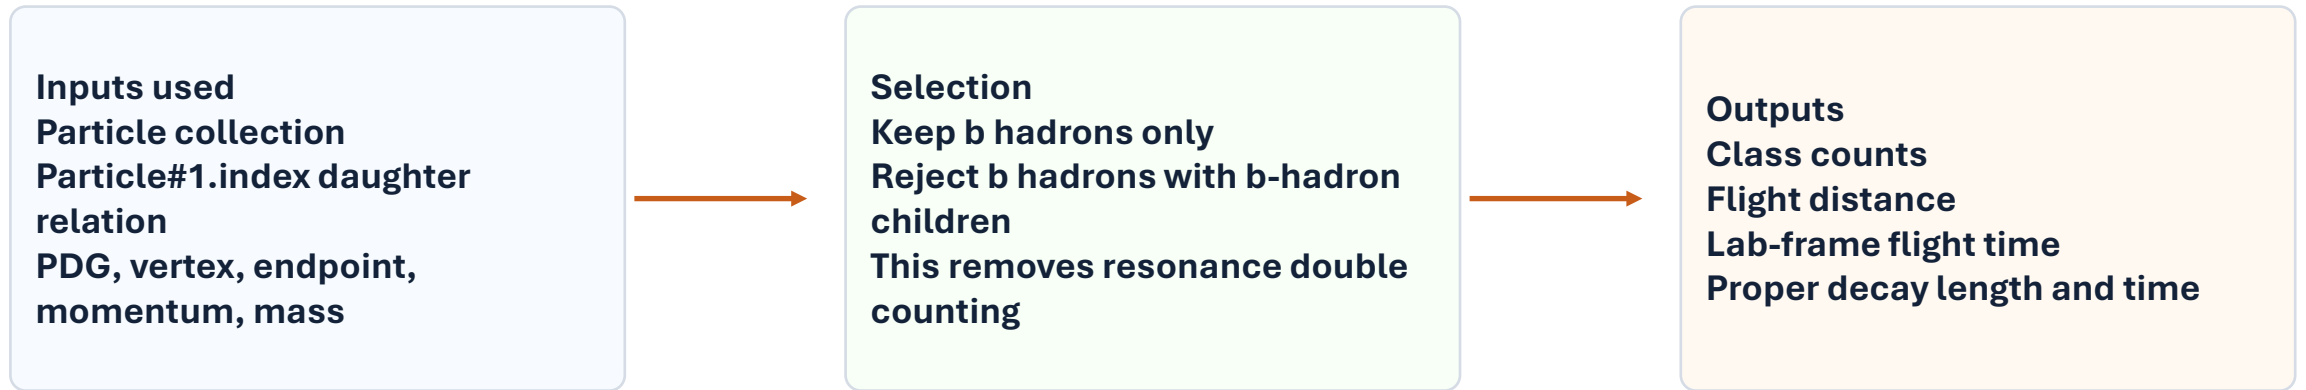 Inputs used
Particle collection
Particle#1.index daughter
relation
PDG, vertex, endpoint,
momentum, mass
Selection
Keep b hadrons only
Reject b hadrons with b-hadron
children
This removes resonance double
counting
Outputs
Class counts
Flight distance
Lab-frame flight time
Proper decay length and time